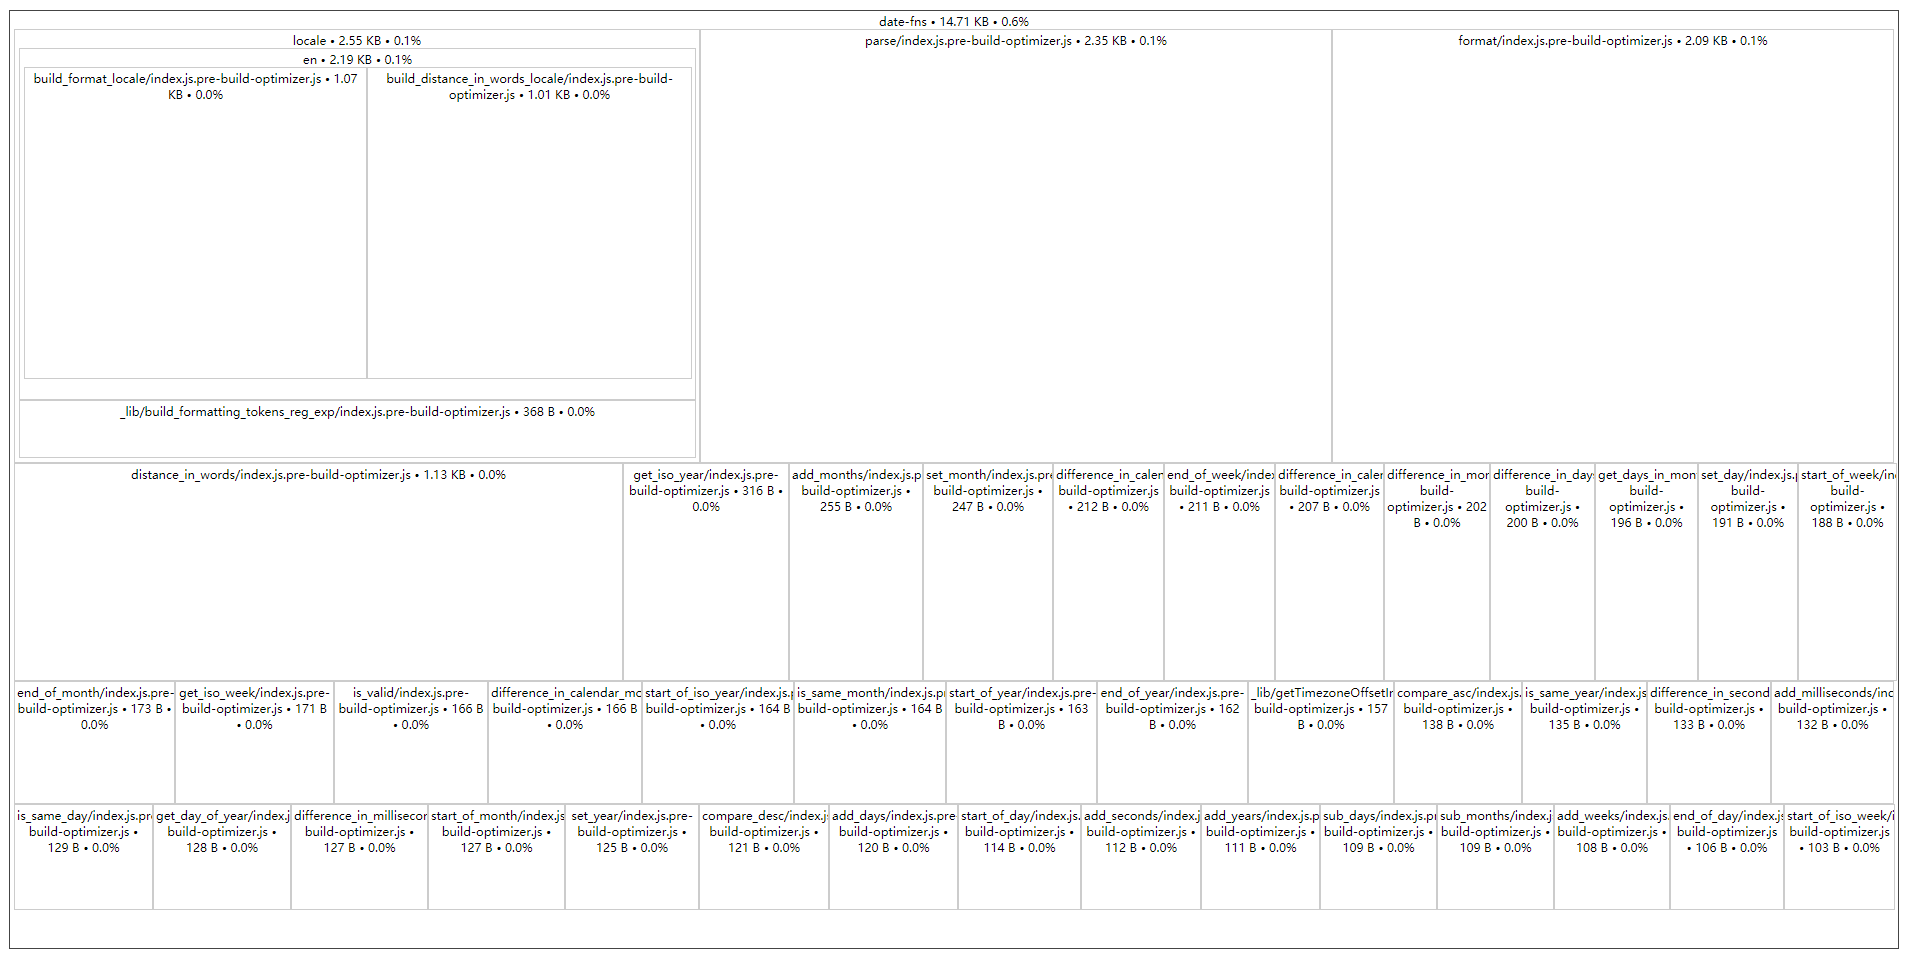 date-fns • 14.71 KB • 0.6%
locale • 2.55 KB • 0.1%
parse/index.js.pre-build-optimizer.js • 2.35 KB • 0.1%
format/index.js.pre-build-optimizer.js • 2.09 KB • 0.1%
en • 2.19 KB • 0.1%
build_format_locale/index.js.pre-build-optimizer.js • 1.07
KB • 0.0%
build_distance_in_words_locale/index.js.pre-build-
optimizer.js • 1.01 KB • 0.0%
_lib/build_formatting_tokens_reg_exp/index.js.pre-build-optimizer.js • 368 B • 0.0%
distance_in_words/index.js.pre-build-optimizer.js • 1.13 KB • 0.0%
get_iso_year/index.js.pre-
build-optimizer.js • 316 B •
0.0%
add_months/index.js.p
build-optimizer.js •
255 B • 0.0%
set_month/index.js.pre
build-optimizer.js •
247 B • 0.0%
difference_in_calen
build-optimizer.js
• 212 B • 0.0%
end_of_week/index
build-optimizer.js
• 211 B • 0.0%
difference_in_caler
build-optimizer.js
• 207 B • 0.0%
difference_in_mor
build-
optimizer.js • 202
B • 0.0%
difference_in_day
build-
optimizer.js •
200 B • 0.0%
get_days_in_mon
build-
optimizer.js •
196 B • 0.0%
set_day/index.js.
build-
optimizer.js •
191 B • 0.0%
start_of_week/in
build-
optimizer.js •
188 B • 0.0%
end_of_month/index.js.pre-
build-optimizer.js • 173 B •
0.0%
get_iso_week/index.js.pre-
build-optimizer.js • 171 B
• 0.0%
is_valid/index.js.pre-
build-optimizer.js • 166 B
• 0.0%
difference_in_calendar_mo
build-optimizer.js • 166 B
• 0.0%
start_of_iso_year/index.js.
build-optimizer.js • 164 B
• 0.0%
is_same_month/index.js.p
build-optimizer.js • 164 B
• 0.0%
start_of_year/index.js.pre-
build-optimizer.js • 163
B • 0.0%
end_of_year/index.js.pre-
build-optimizer.js • 162
B • 0.0%
_lib/getTimezoneOffsetIr
build-optimizer.js • 157
B • 0.0%
compare_asc/index.js.
build-optimizer.js •
138 B • 0.0%
is_same_year/index.js
build-optimizer.js •
135 B • 0.0%
difference_in_second
build-optimizer.js •
133 B • 0.0%
add_milliseconds/inc
build-optimizer.js •
132 B • 0.0%
is_same_day/index.js.pr
build-optimizer.js •
129 B • 0.0%
get_day_of_year/index.j
build-optimizer.js •
128 B • 0.0%
difference_in_millisecor
build-optimizer.js •
127 B • 0.0%
start_of_month/index.js
build-optimizer.js •
127 B • 0.0%
set_year/index.js.pre-
build-optimizer.js •
125 B • 0.0%
compare_desc/index.j
build-optimizer.js •
121 B • 0.0%
add_days/index.js.pre
build-optimizer.js •
120 B • 0.0%
start_of_day/index.js.
build-optimizer.js •
114 B • 0.0%
add_seconds/index.j
build-optimizer.js •
112 B • 0.0%
add_years/index.js.p
build-optimizer.js •
111 B • 0.0%
sub_days/index.js.pr
build-optimizer.js •
109 B • 0.0%
sub_months/index.j
build-optimizer.js •
109 B • 0.0%
add_weeks/index.js.
build-optimizer.js •
108 B • 0.0%
end_of_day/index.js
build-optimizer.js
• 106 B • 0.0%
start_of_iso_week/i
build-optimizer.js
• 103 B • 0.0%